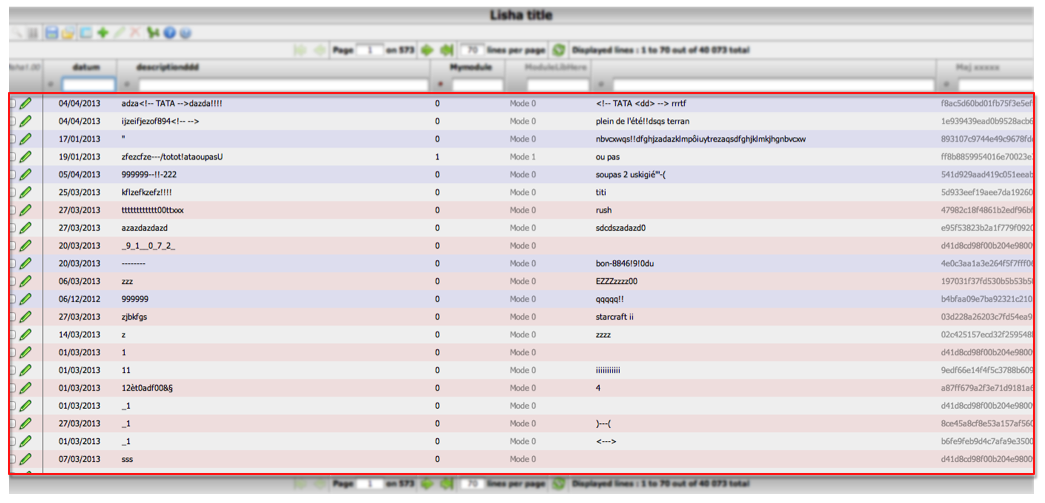 Lisha title
Page 1 on 573 70 lines per page Displayed lines : 1 to 70 out of 40 073 total
datum descriptionddd Mymodule ModuleLibHere Maj xxxxx
04/04/2013 adza<!-- TATA -->dazda!!!! 0 Mode 0 <!-- TATA <dd> --> rrrtf f8ac5d60bd01fb75f3e5ef
04/04/2013 ijzeifjezof894<!-- --> 0 Mode 0 plein de l'été!!dsqs terran 1e939439ead0b9528acb6
17/01/2013 " 0 Mode 0 nbvcxwqs!!dfghjzadazklmpôiuytrezaqsdfghjklmkjhgnbvcxw 893107c9744e49c9678fd
19/01/2013 zfezcfze---/totot!ataoupasU 1 Mode 1 ou pas ff8b8859954016e70023e
05/04/2013 999999--!!-222 0 Mode 0 soupas 2 uskigié"'-( 541d929aad419c051eeab
25/03/2013 kflzefkzefz!!!! 0 Mode 0 titi 5d933eef19aee7da19260
27/03/2013 tttttttttttt00ttxxx 0 Mode 0 rush 47982c18f4861b2edf96bf
27/03/2013 azazdazdazd 0 Mode 0 sdcdszadazd0 e95f53823b2a1f779f0920
20/03/2013 _9_1__0_7_2_ 0 Mode 0 d41d8cd98f00b204e9800
20/03/2013 -------- 0 Mode 0 bon-8846!9!0du 4e0c3aa1a3e264f5f7fff06
06/03/2013 zzz 0 Mode 0 EZZZzzzz00 197031f37fd530b5b53b5
06/12/2012 999999 0 Mode 0 qqqqq!! b4bfaa09e7ba92321c210
27/03/2013 zjbkfgs 0 Mode 0 starcraft ii 03d228a26203c7fd54ea9
14/03/2013 z 0 Mode 0 zzzz 02c425157ecd32f259548
01/03/2013 1 0 Mode 0 d41d8cd98f00b204e9800
01/03/2013 11 0 Mode 0 iiiiiiiiiii 9edf66e14f4f5c3788b609
01/03/2013 12èt0adf00&§ 0 Mode 0 4 a87ff679a2f3e71d9181a6
01/03/2013 _1 0 Mode 0 d41d8cd98f00b204e9800
27/03/2013 _1 0 Mode 0 )---( 8ce45a8cf8e53a157af560
01/03/2013 _1 0 Mode 0 <---> b6fe9feb9d4c7afa9e3500
07/03/2013 sss 0 Mode 0 d41d8cd98f00b204e9800
Page 1 on 573 70 lines per page Displayed lines : 1 to 70 out of 40 073 total